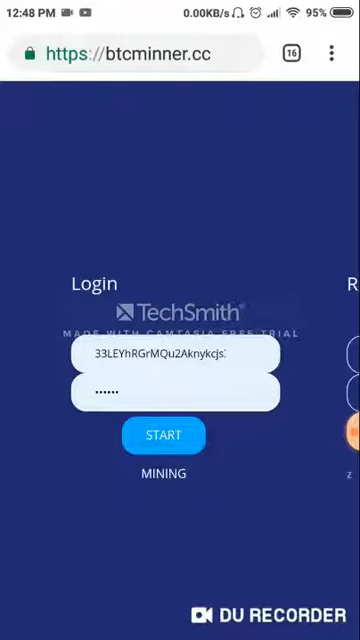 12:48 PM
0.00KB/s
95%
https://btcminner.cc
16
Login
R
TechSmith
MADE WITH CAMTASIA FREE TRIAL
33LEYhRGrMQu2Aknykcjs
••••••
START
MINING
z
DU RECORDER